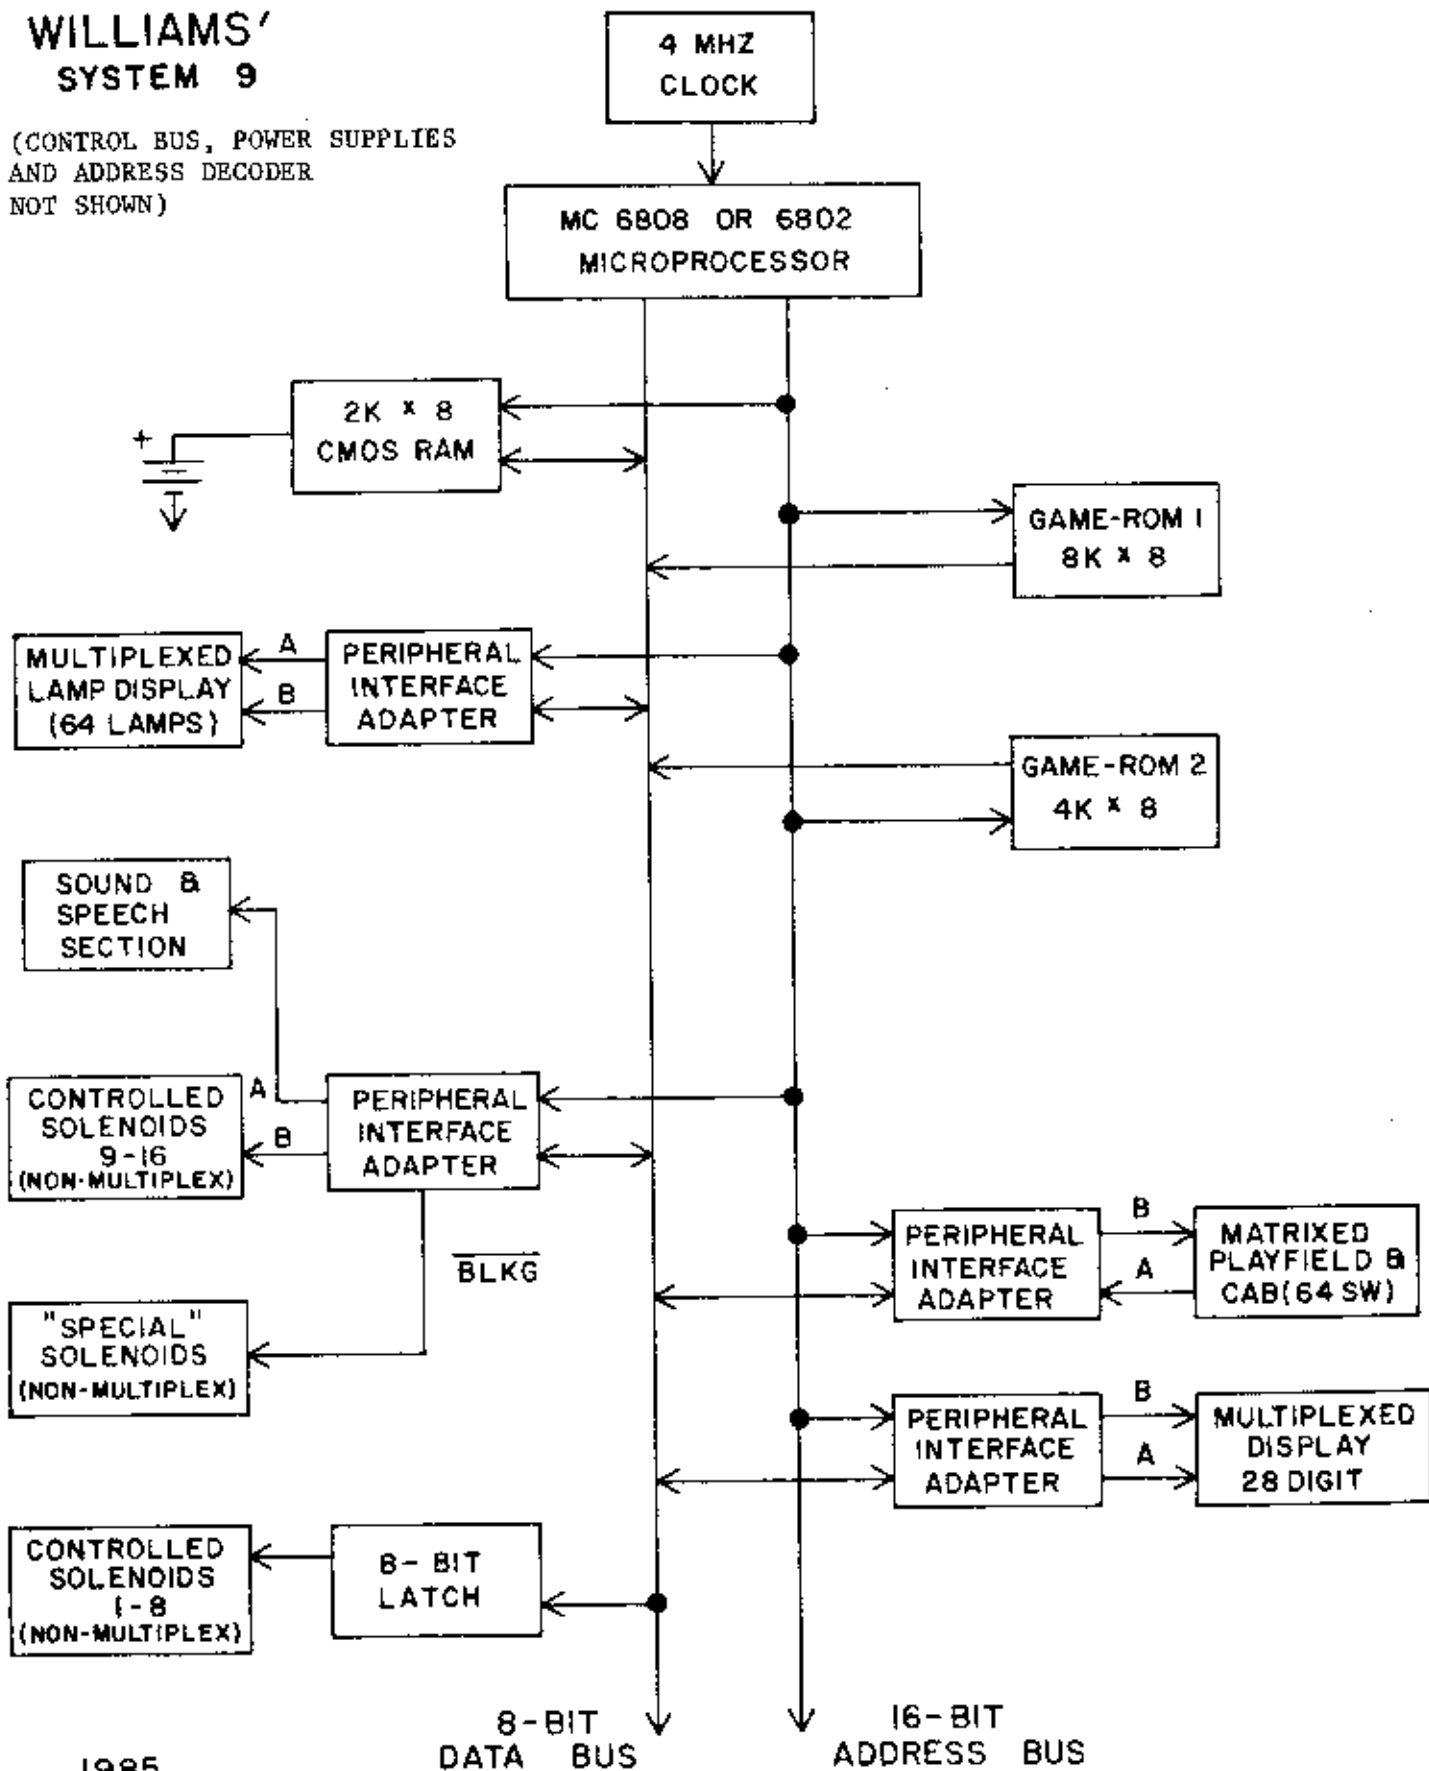 WILLIAMS'
SYSTEM 9
(CONTROL BUS, POWER SUPPLIES
AND ADDRESS DECODER
NOT SHOWN)
4 MHZ
CLOCK
MC 6808 OR 6802
MICROPROCESSOR
2K x 8
CMOS RAM
+
GAME-ROM 1
8K x 8
MULTIPLEXED
LAMP DISPLAY
(64 LAMPS)
A
B
PERIPHERAL
INTERFACE
ADAPTER
GAME-ROM 2
4K x 8
SOUND &
SPEECH
SECTION
CONTROLLED
SOLENOIDS
9-16
(NON-MULTIPLEX)
A
B
PERIPHERAL
INTERFACE
ADAPTER
BLKG
PERIPHERAL
INTERFACE
ADAPTER
B
A
MATRIXED
PLAYFIELD &
CAB(64 SW)
"SPECIAL"
SOLENOIDS
(NON-MULTIPLEX)
PERIPHERAL
INTERFACE
ADAPTER
B
A
MULTIPLEXED
DISPLAY
28 DIGIT
CONTROLLED
SOLENOIDS
1-8
(NON-MULTIPLEX)
8-BIT
LATCH
8-BIT
DATA BUS
16-BIT
ADDRESS BUS
1985